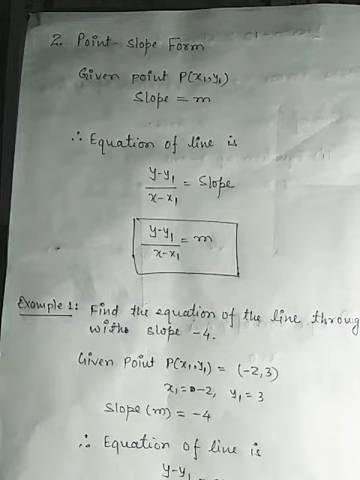 2. Point-slope Form
Given point P(x₁,y₁)
Slope = m
∴ Equation of line is
y-y₁
x-x₁ = Slope
y-y₁
x-x₁ = m
Example 1: Find the equation of the line throug
with slope -4.
Given Point P(x₁,y₁) = (-2,3)
x₁=-2, y₁=3
Slope (m) = -4
∴ Equation of line is
y-y₁